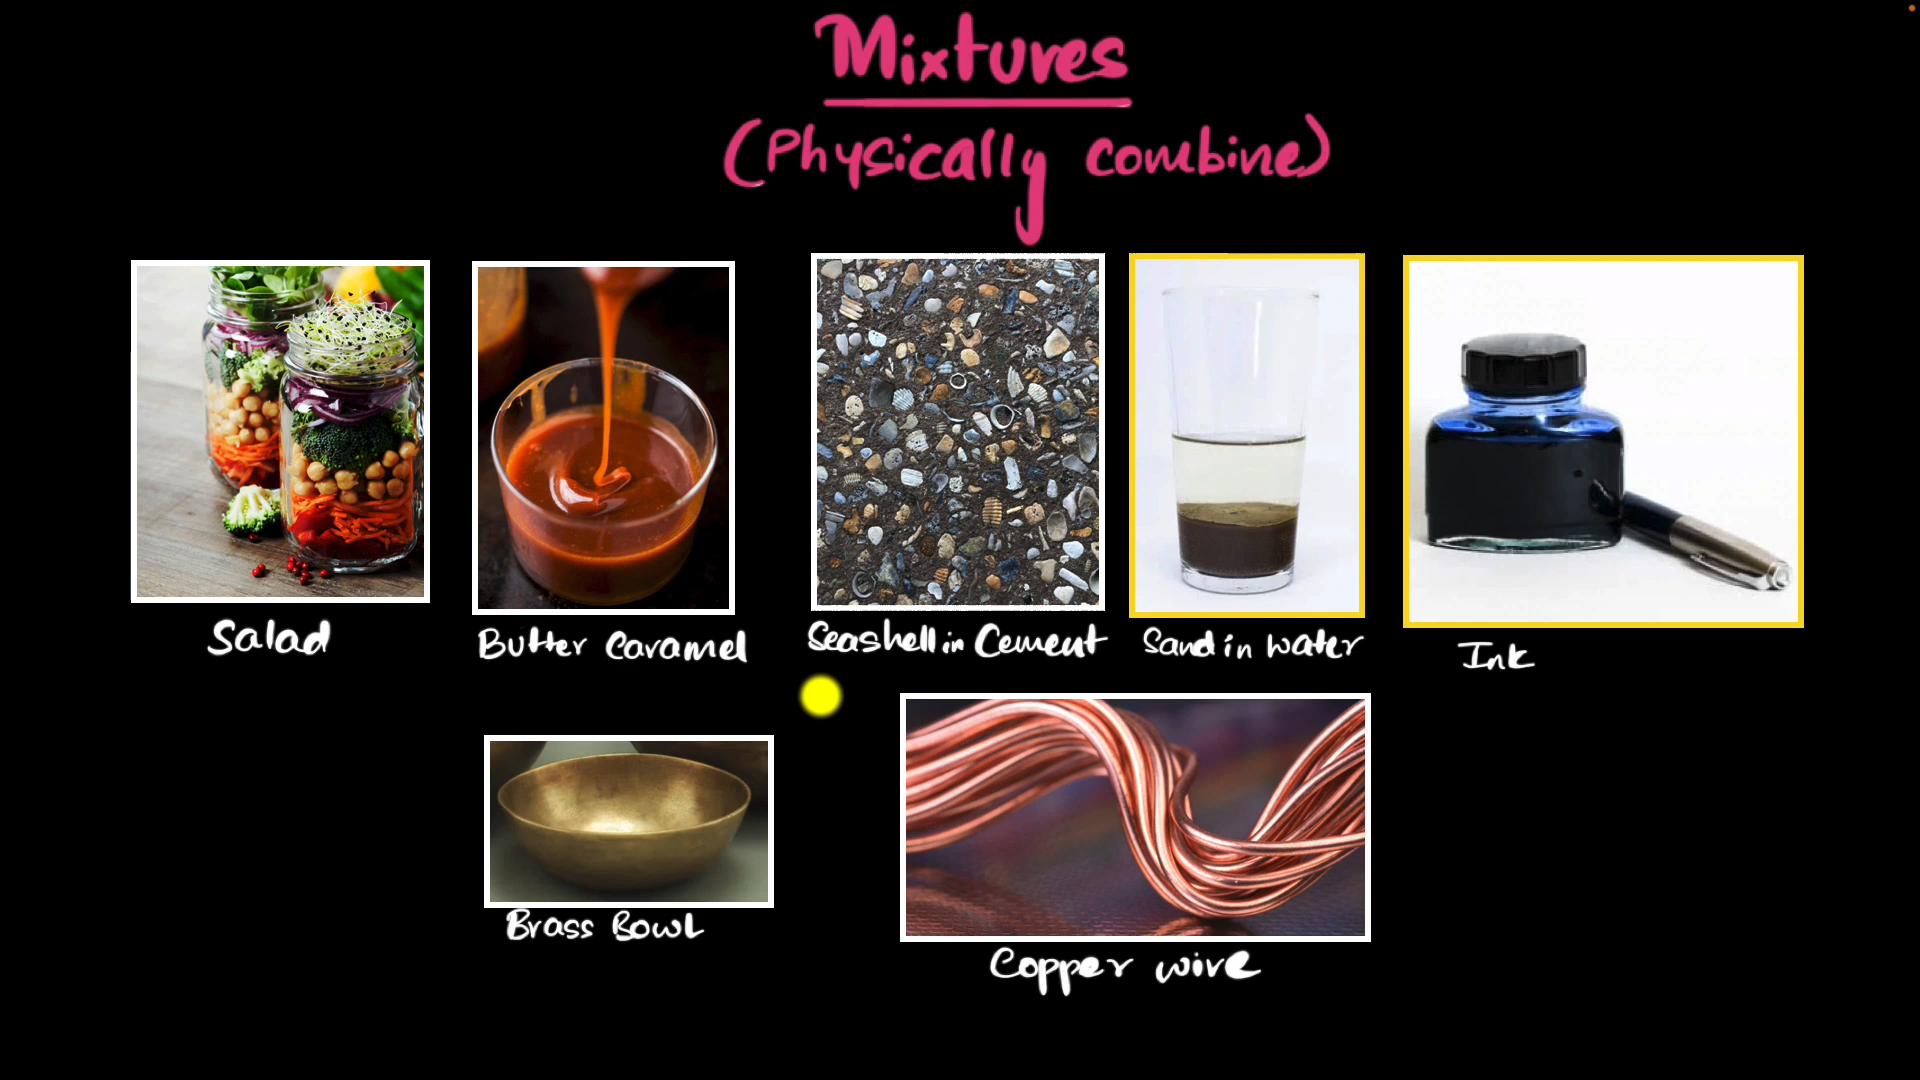 Mixtures
(Physically combine)
Salad
Butter Caramel
Seashell in Cement
Sand in water
Ink
Brass Bowl
Copper wire